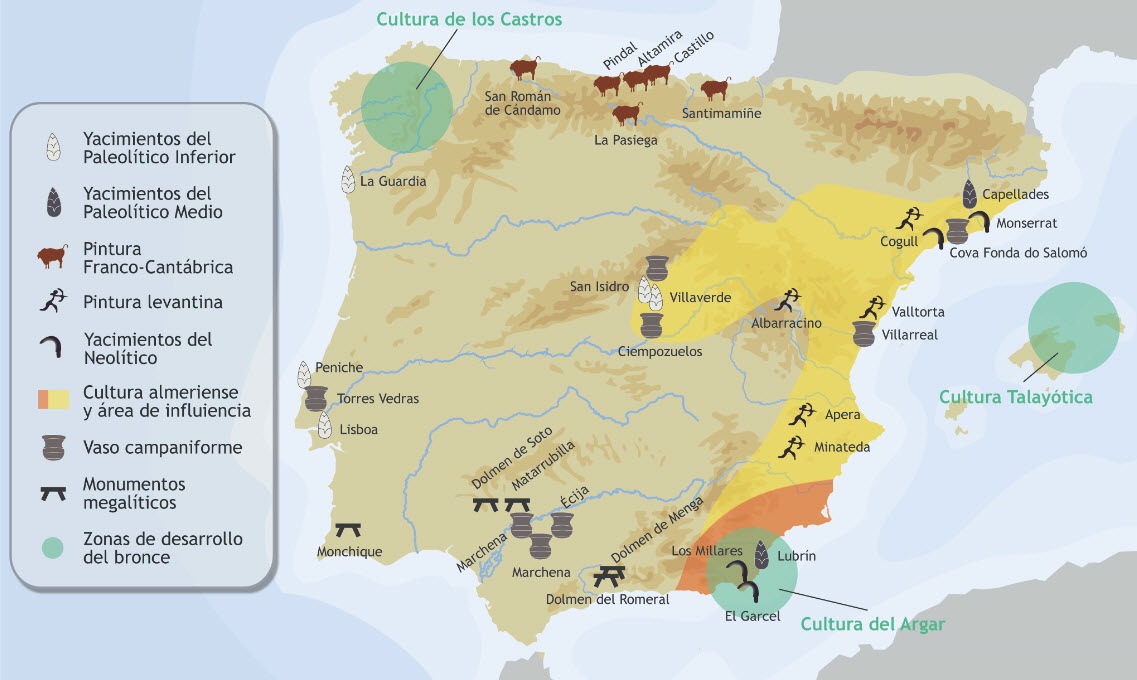 Cultura de los Castros
Pindal
Altamira
Castillo
San Román
de Cándamo
Santimamiñe
La Pasiega
La Guardia
Capellades
Monserrat
Cogull
Cova Fonda do Salomó
San Isidro
Villaverde
Albarracino
Valltorta
Villarreal
Ciempozuelos
Peniche
Torres Vedras
Lisboa
Cultura Talayótica
Apera
Minateda
Dolmen de Soto
Matarrubilla
Écija
Marchena
Marchena
Dolmen de Menga
Monchique
Los Millares
Lubrín
Dolmen del Romeral
El Garcel
Cultura del Argar
Yacimientos del
Paleolítico Inferior
Yacimientos del
Paleolítico Medio
Pintura
Franco-Cantábrica
Pintura levantina
Yacimientos del
Neolítico
Cultura almeriense
y área de influiencia
Vaso campaniforme
Monumentos
megalíticos
Zonas de desarrollo
del bronce